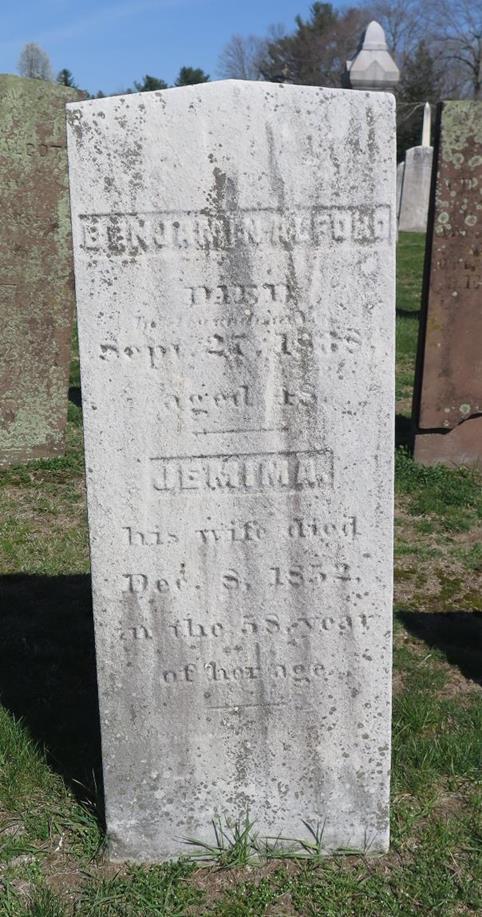 BENJAMIN ALFORD
DIED
Sept. 27,
aged 48.
JEMIMA,
his wife died
Dec. 8, 1852.
in the 58. year
of her age.